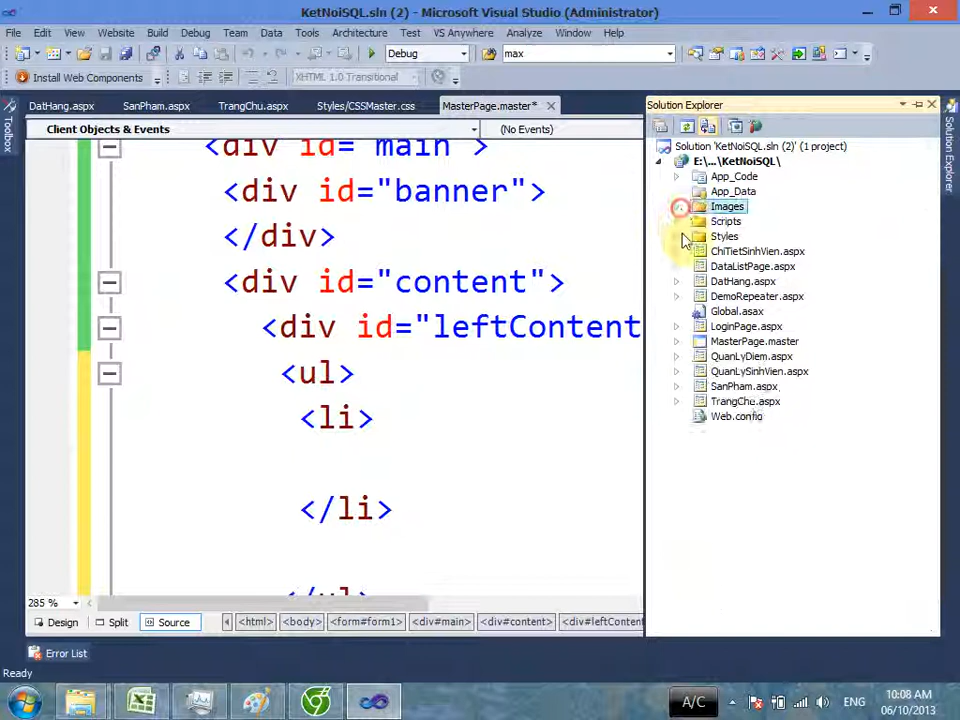 KetNoiSQL.sln (2) - Microsoft Visual Studio (Administrator)
File Edit View Website Build Debug Team Data Tools Architecture Test VS Anywhere Analyze Window Help
Debug max
Install Web Components XHTML 1.0 Transitional
DatHang.aspx SanPham.aspx TrangChu.aspx Styles/CSSMaster.css MasterPage.master*
Client Objects & Events (No Events)
<div id="main">
<div id="banner">
</div>
<div id="content">
<div id="leftContent
<ul>
<li>
</li>
</ul>
285 %
Design Split Source <html> <body> <form#form1> <div#main> <div#content> <div#leftContent
Toolbox
Solution Explorer
Solution 'KetNoiSQL.sln (2)' (1 project)
E:\...\KetNoiSQL\
App_Code
App_Data
Images
Scripts
Styles
ChiTietSinhVien.aspx
DataListPage.aspx
DatHang.aspx
DemoRepeater.aspx
Global.asax
LoginPage.aspx
MasterPage.master
QuanLyDiem.aspx
QuanLySinhVien.aspx
SanPham.aspx
TrangChu.aspx
Web.config
Solution Explorer
Error List
Ready
A/C ENG 10:08 AM
06/10/2013